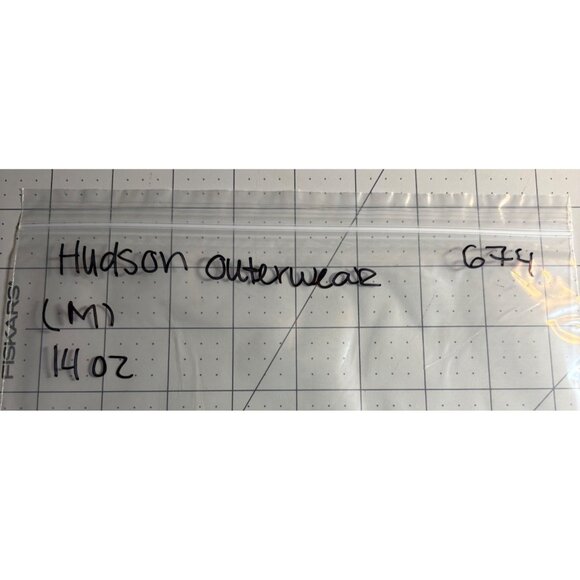 Hudson outerwear 674
(M)
14 oz
FISKARS